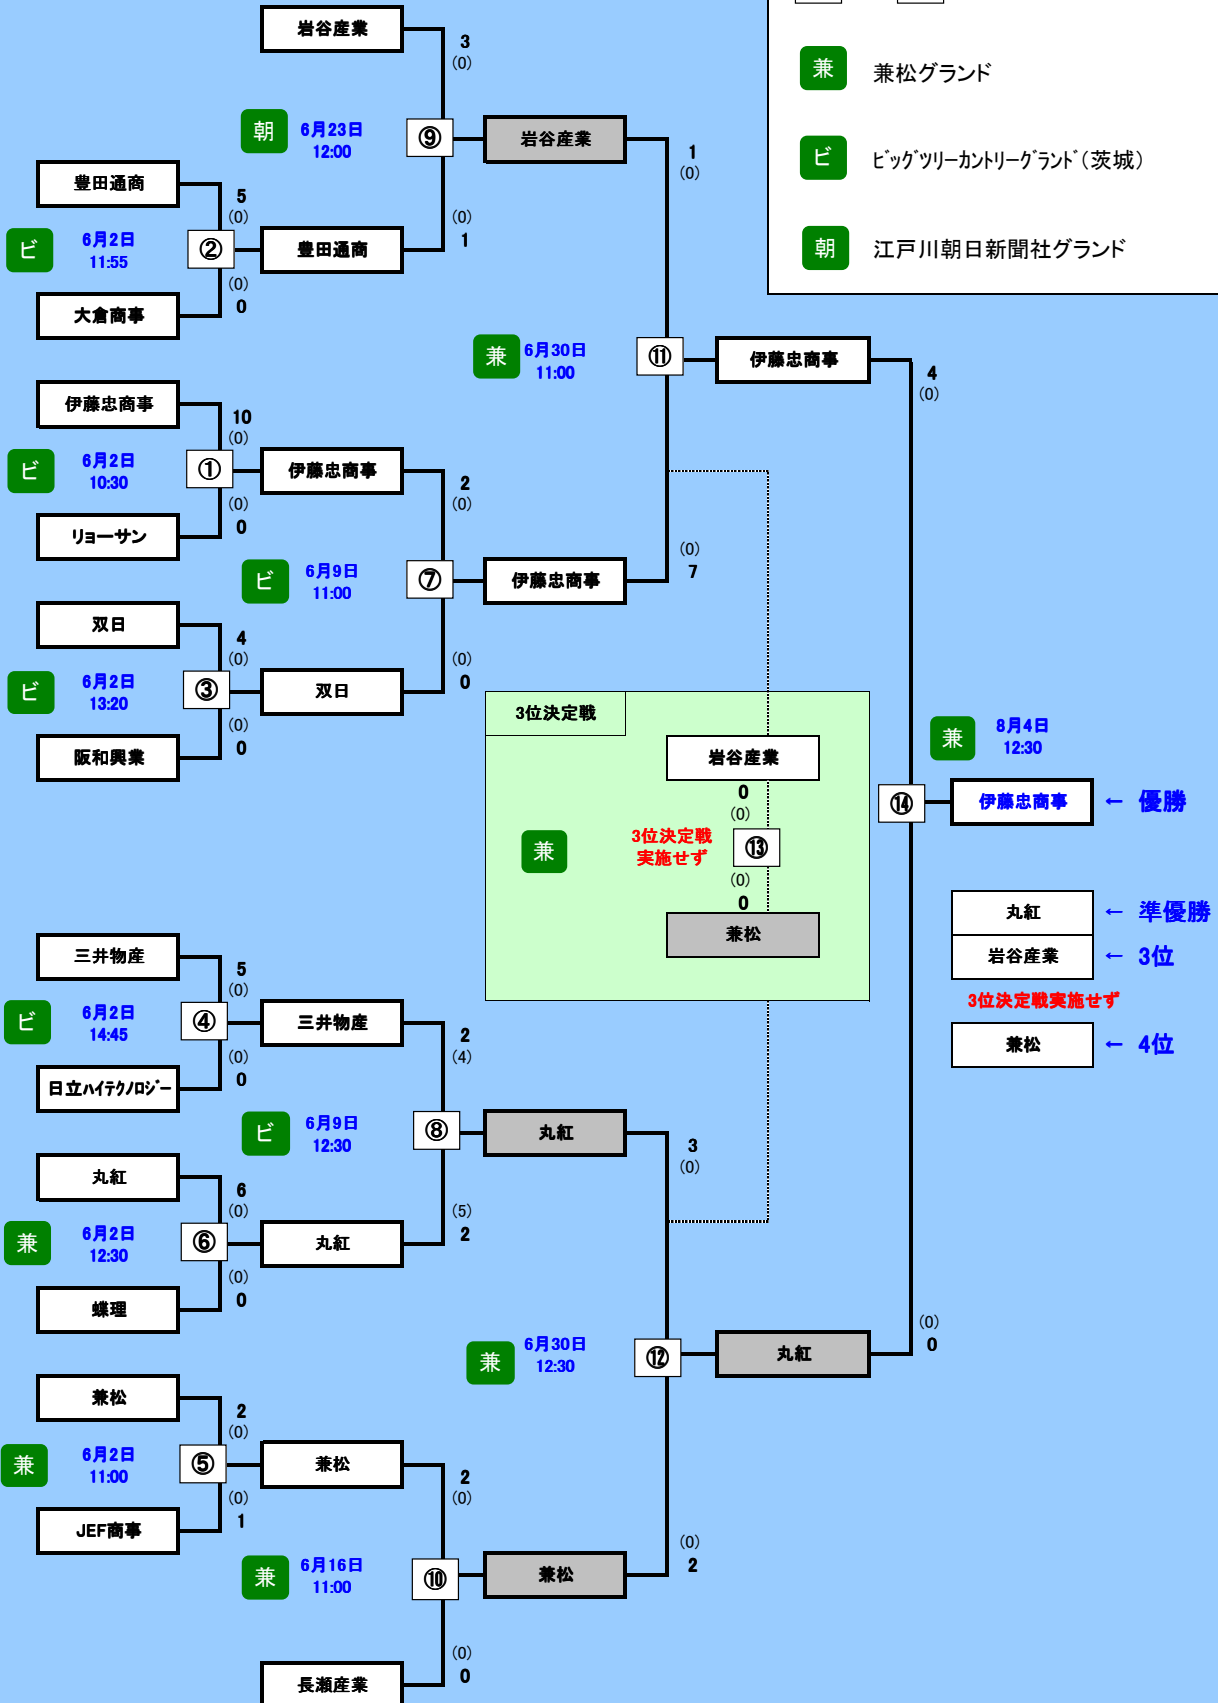 兼 兼松グランド
ビ ビッグツリーカントリーグランド(茨城)
朝 江戸川朝日新聞社グランド
岩谷産業
3
(0)
朝 6月23日
12:00
⑨
岩谷産業
1
(0)
豊田通商
5
(0)
ビ 6月2日
11:55
②
豊田通商
(0)
1
(0)
0
大倉商事
兼 6月30日
11:00
⑪
伊藤忠商事
4
(0)
伊藤忠商事
10
(0)
ビ 6月2日
10:30
①
伊藤忠商事
2
(0)
(0)
0
リョーサン
ビ 6月9日
11:00
⑦
伊藤忠商事
(0)
7
双日
4
(0)
ビ 6月2日
13:20
③
双日
(0)
0
(0)
0
阪和興業
3位決定戦
岩谷産業
0
(0)
兼
3位決定戦
実施せず
⑬
(0)
0
兼松
兼 8月4日
12:30
⑭
伊藤忠商事 ← 優勝
丸紅 ← 準優勝
岩谷産業 ← 3位
3位決定戦実施せず
兼松 ← 4位
三井物産
5
(0)
ビ 6月2日
14:45
④
三井物産
2
(4)
(0)
0
日立ハイテクノロジー
ビ 6月9日
12:30
⑧
丸紅
3
(0)
丸紅
6
(0)
兼 6月2日
12:30
⑥
丸紅
(5)
2
(0)
0
蝶理
兼 6月30日
12:30
⑫
丸紅
(0)
0
兼松
2
(0)
兼 6月2日
11:00
⑤
兼松
2
(0)
(0)
1
JEF商事
兼 6月16日
11:00
⑩
兼松
(0)
2
(0)
0
長瀬産業